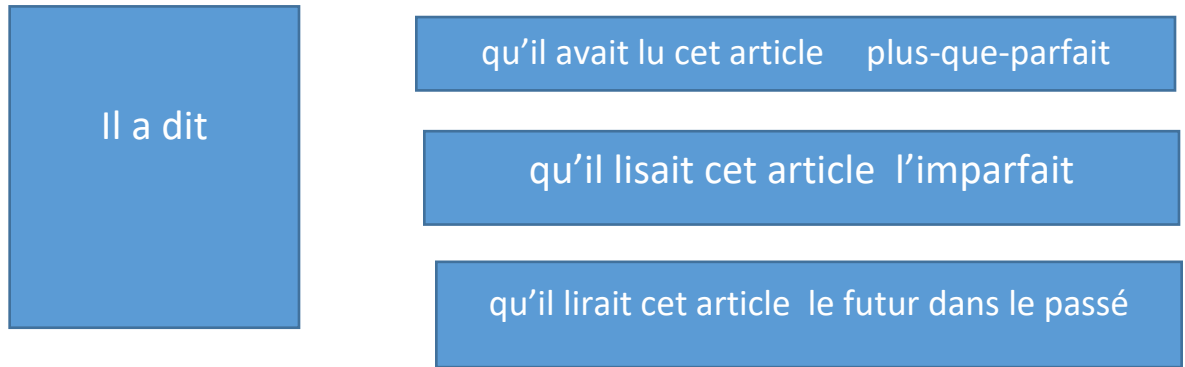 Il a dit
qu’il avait lu cet article plus-que-parfait
qu’il lisait cet article l’imparfait
qu’il lirait cet article le futur dans le passé